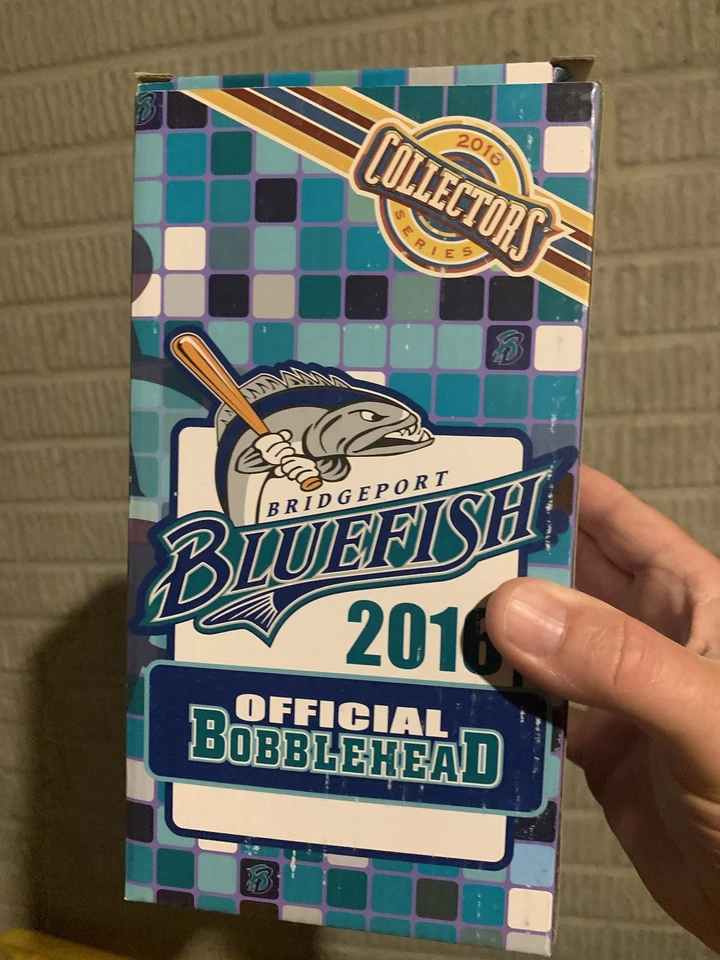 2016
COLLECTORS'
SERIES
BRIDGEPORT
BLUEFISH
2016
OFFICIAL
BOBBLEHEAD